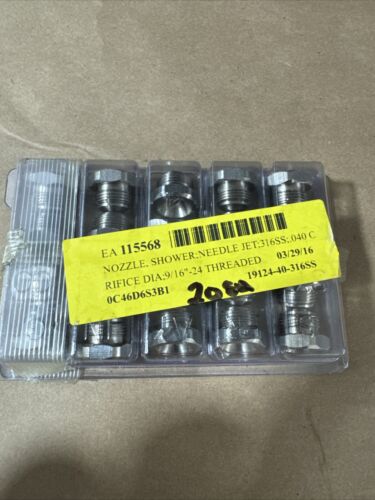 EA 115568
NOZZLE, SHOWER:NEEDLE JET:316SS:.040 C
RIFICE DIA:9/16"-24 THREADED 03/29/16
0C46D6S3B1 20 ea 19124-40-316SS